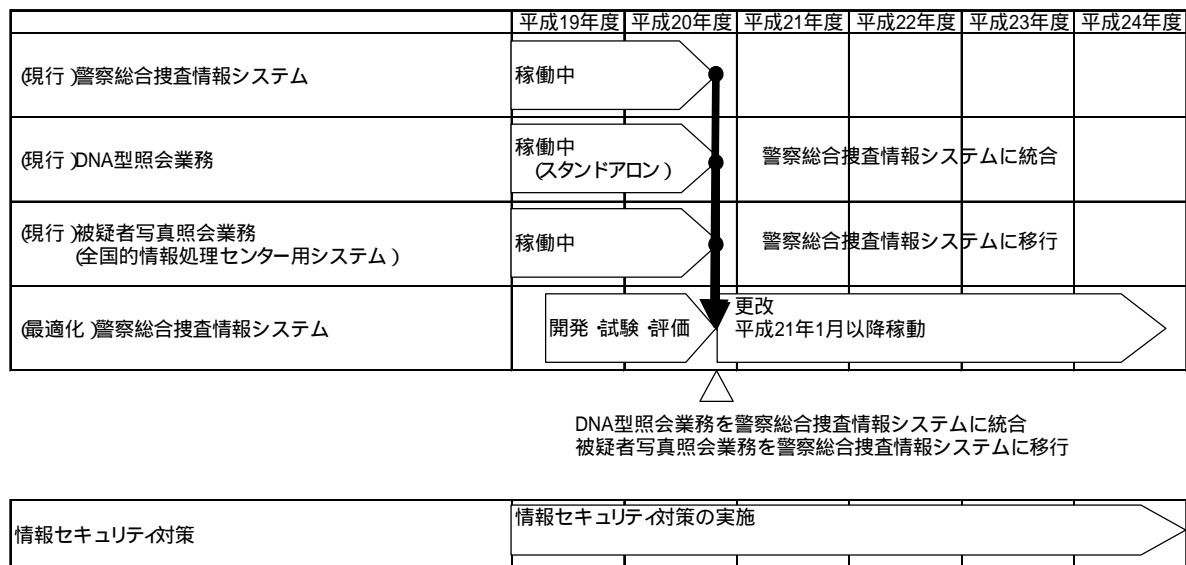 平成19年度 平成20年度 平成21年度 平成22年度 平成23年度 平成24年度
(現行)警察総合捜査情報システム
稼働中
(現行)DNA型照会業務
稼働中
(スタンドアロン)
警察総合捜査情報システムに統合
(現行)被疑者写真照会業務
(全国的情報処理センター用システム)
稼働中
警察総合捜査情報システムに移行
(最適化)警察総合捜査情報システム
開発・試験・評価
更改
平成21年1月以降稼動
DNA型照会業務を警察総合捜査情報システムに統合
被疑者写真照会業務を警察総合捜査情報システムに移行
情報セキュリティ対策
情報セキュリティ対策の実施